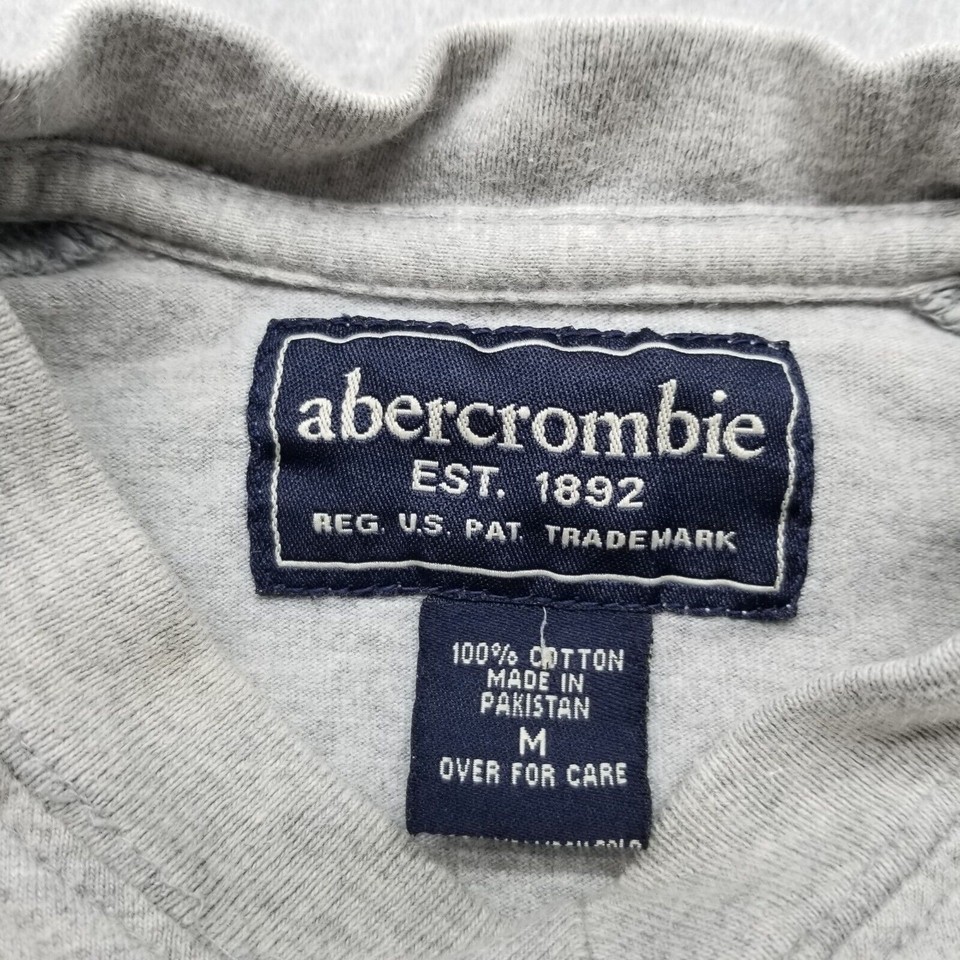 abercrombie
EST. 1892
REG. U.S. PAT. TRADEMARK
100% COTTON
MADE IN
PAKISTAN
M
OVER FOR CARE